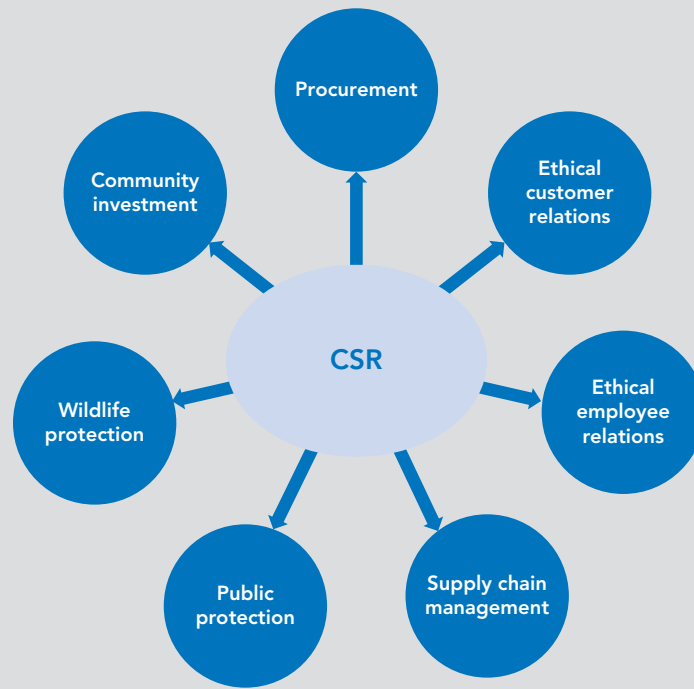 Procurement
Ethical
customer
relations
Ethical
employee
relations
Supply chain
management
Public
protection
Wildlife
protection
Community
investment
CSR